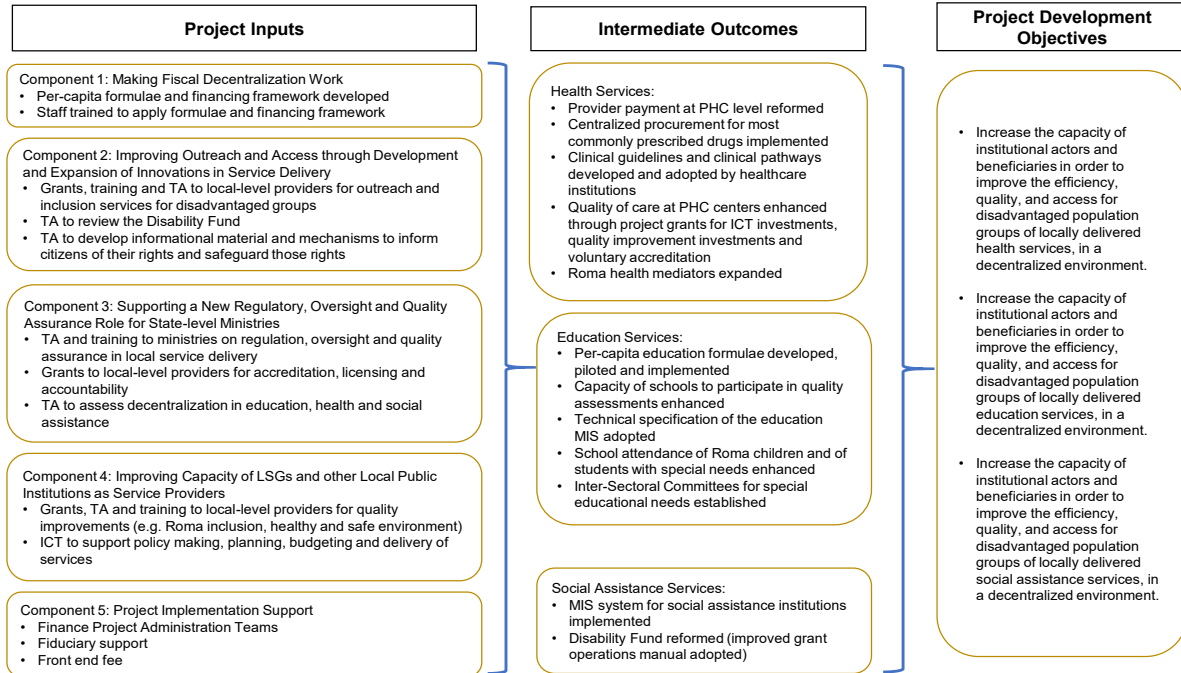 Project Inputs
Component 1: Making Fiscal Decentralization Work
• Per-capita formulae and financing framework developed
• Staff trained to apply formulae and financing framework
Component 2: Improving Outreach and Access through Development
and Expansion of Innovations in Service Delivery
• Grants, training and TA to local-level providers for outreach and
inclusion services for disadvantaged groups
• TA to review the Disability Fund
• TA to develop informational material and mechanisms to inform
citizens of their rights and safeguard those rights
Component 3: Supporting a New Regulatory, Oversight and Quality
Assurance Role for State-level Ministries
• TA and training to ministries on regulation, oversight and quality
assurance in local service delivery
• Grants to local-level providers for accreditation, licensing and
accountability
• TA to assess decentralization in education, health and social
assistance
Component 4: Improving Capacity of LSGs and other Local Public
Institutions as Service Providers
• Grants, TA and training to local-level providers for quality
improvements (e.g. Roma inclusion, healthy and safe environment)
• ICT to support policy making, planning, budgeting and delivery of
services
Component 5: Project Implementation Support
• Finance Project Administration Teams
• Fiduciary support
• Front end fee
Intermediate Outcomes
Health Services:
• Provider payment at PHC level reformed
• Centralized procurement for most
commonly prescribed drugs implemented
• Clinical guidelines and clinical pathways
developed and adopted by healthcare
institutions
• Quality of care at PHC centers enhanced
through project grants for ICT investments,
quality improvement investments and
voluntary accreditation
• Roma health mediators expanded
Education Services:
• Per-capita education formulae developed,
piloted and implemented
• Capacity of schools to participate in quality
assessments enhanced
• Technical specification of the education
MIS adopted
• School attendance of Roma children and of
students with special needs enhanced
• Inter-Sectoral Committees for special
educational needs established
Social Assistance Services:
• MIS system for social assistance institutions
implemented
• Disability Fund reformed (improved grant
operations manual adopted)
Project Development
Objectives
• Increase the capacity of
institutional actors and
beneficiaries in order to
improve the efficiency,
quality, and access for
disadvantaged population
groups of locally delivered
health services, in a
decentralized environment.
• Increase the capacity of
institutional actors and
beneficiaries in order to
improve the efficiency,
quality, and access for
disadvantaged population
groups of locally delivered
education services, in a
decentralized environment.
• Increase the capacity of
institutional actors and
beneficiaries in order to
improve the efficiency,
quality, and access for
disadvantaged population
groups of locally delivered
social assistance services, in
a decentralized environment.